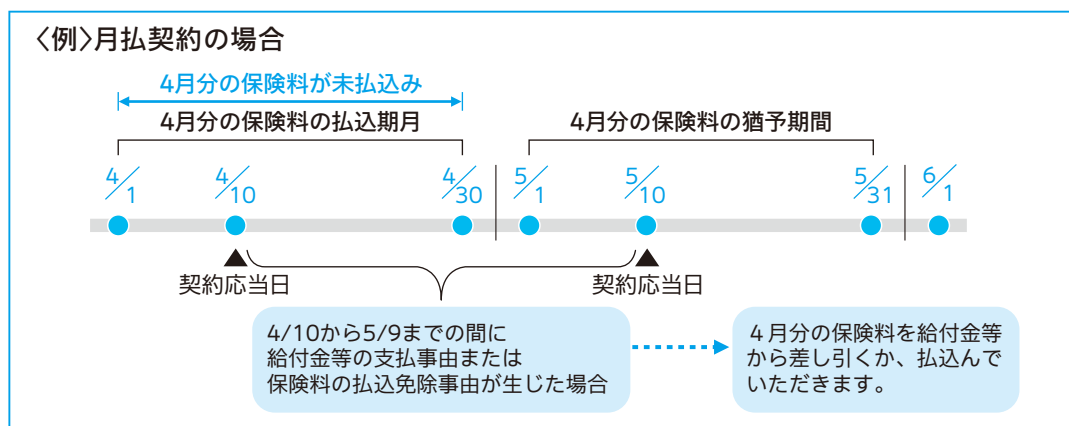 〈例〉月払契約の場合
4月分の保険料が未払込み
4月分の保険料の払込期月
4月分の保険料の猶予期間
4/1 4/10 4/30 5/1 5/10 5/31 6/1
契約応当日 契約応当日
4/10から5/9までの間に
給付金等の支払事由または
保険料の払込免除事由が生じた場合
４月分の保険料を給付金等
から差し引くか、払込んで
いただきます。